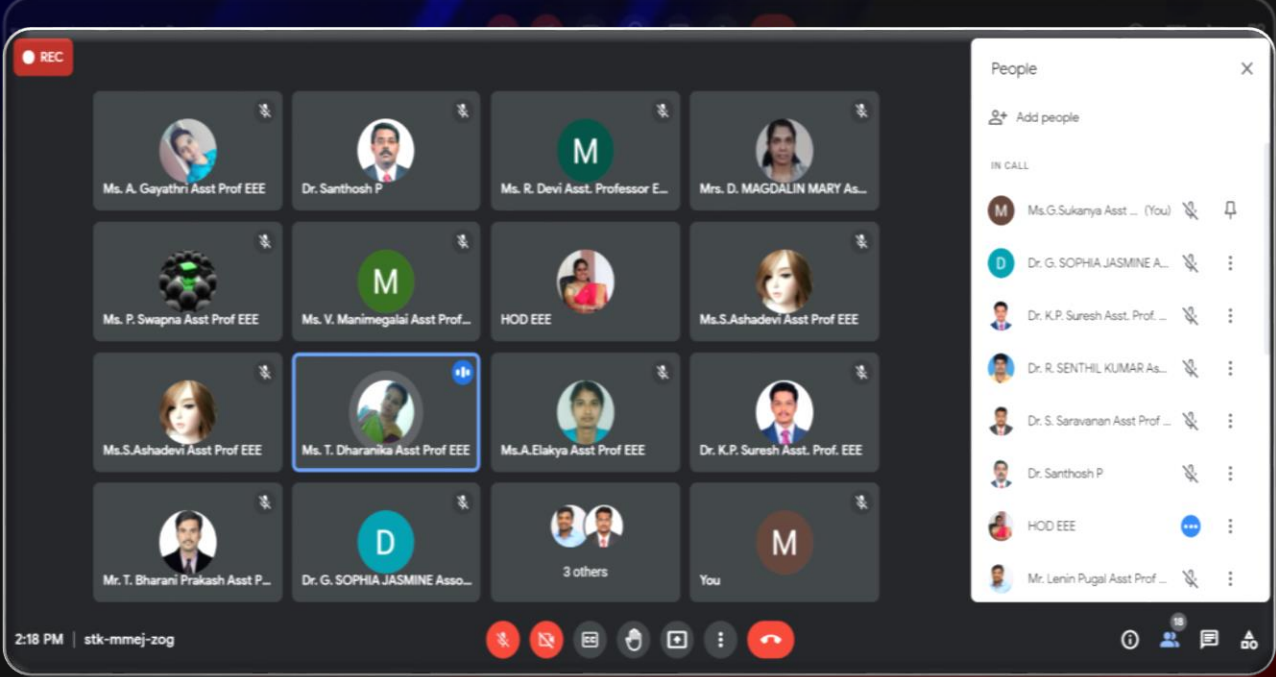 REC
Ms. A. Gayathri Asst Prof EEE
Dr. Santhosh P
M
Ms. R. Devi Asst. Professor E...
Mrs. D. MAGDALIN MARY As...
Ms. P. Swapna Asst Prof EEE
M
Ms. V. Manimegalai Asst Prof...
HOD EEE
Ms.S.Ashadevi Asst Prof EEE
Ms.S.Ashadevi Asst Prof EEE
Ms. T. Dharanika Asst Prof EEE
Ms.A.Elakya Asst Prof EEE
Dr. K.P. Suresh Asst. Prof. EEE
Mr. T. Bharani Prakash Asst P...
D
Dr. G. SOPHIA JASMINE Asso...
3 others
M
You
People
Add people
IN CALL
M
Ms.G.Sukanya Asst ... (You)
D
Dr. G. SOPHIA JASMINE A...
Dr. K.P. Suresh Asst. Prof. ...
Dr. R. SENTHIL KUMAR As...
Dr. S. Saravanan Asst Prof ...
Dr. Santhosh P
HOD EEE
Mr. Lenin Pugal Asst Prof ...
2:18 PM | stk-mmej-zog
CC
18